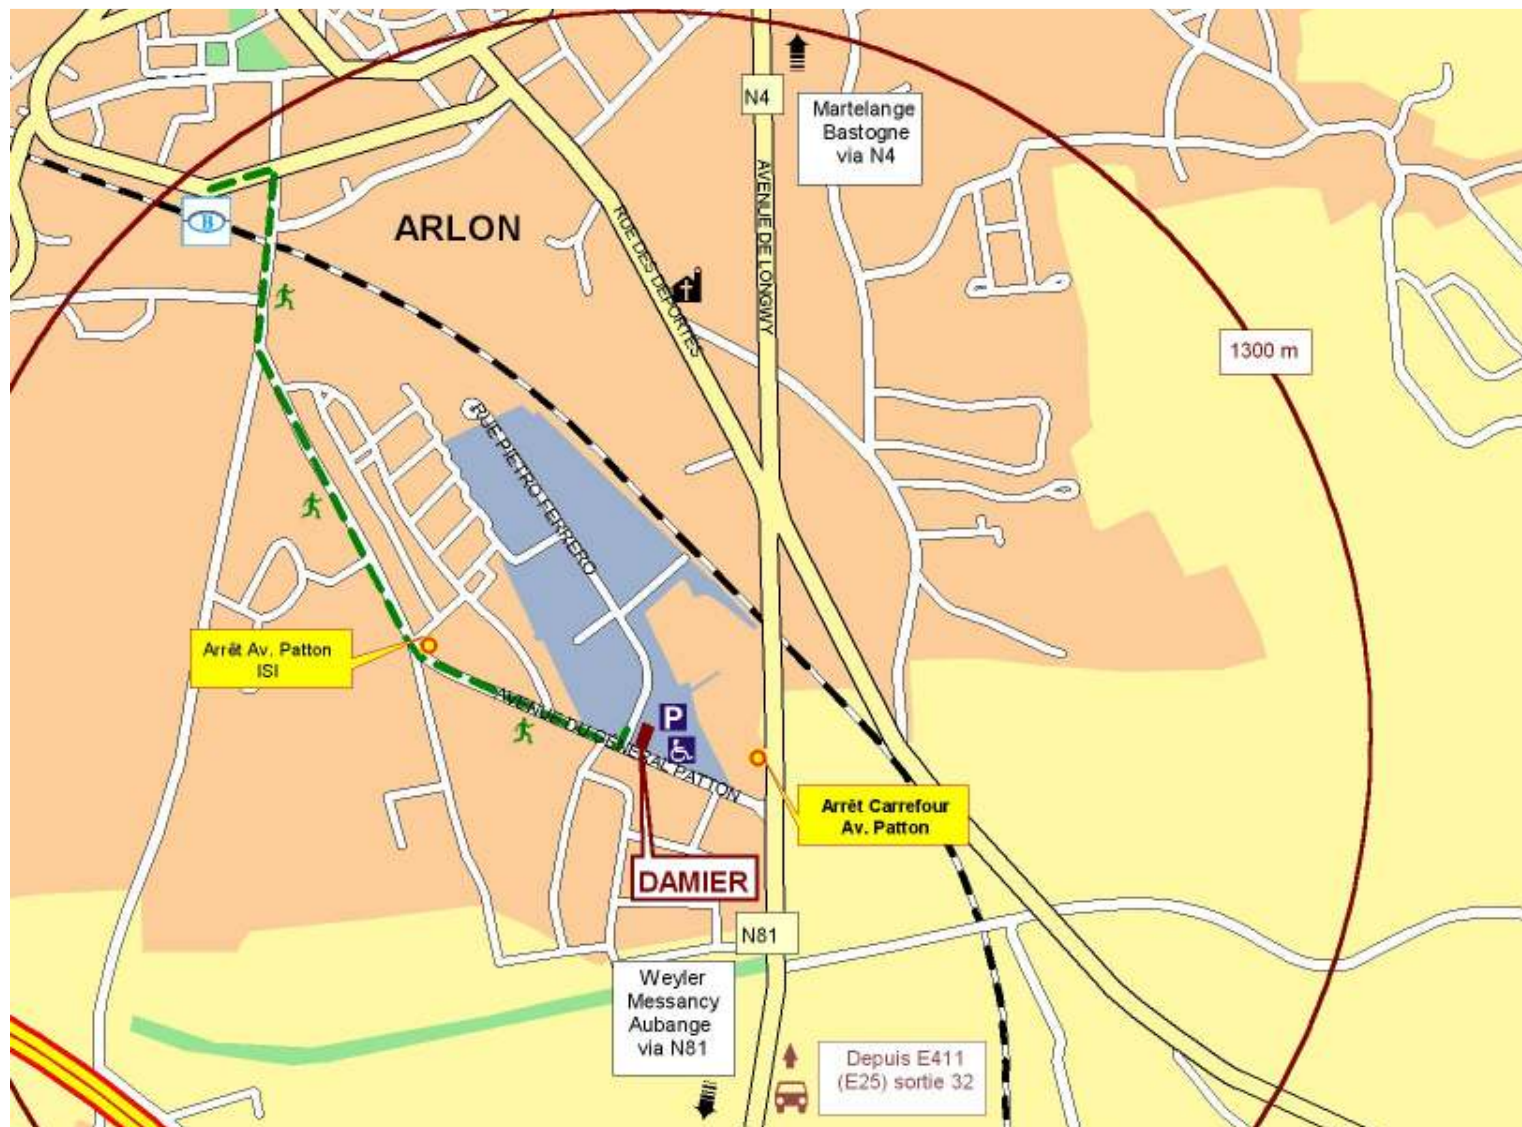 N4
Martelange
Bastogne
via N4
AVENUE DE LONGWY
B
ARLON
RUE DES DEPORTES
1300 m
RUE PIETRO FERRERO
Arrêt Av. Patton
ISI
AVENUE DU GENERAL PATTON
P
Arrêt Carrefour
Av. Patton
DAMIER
N81
Weyler
Messancy
Aubange
via N81
Depuis E411
(E25) sortie 32